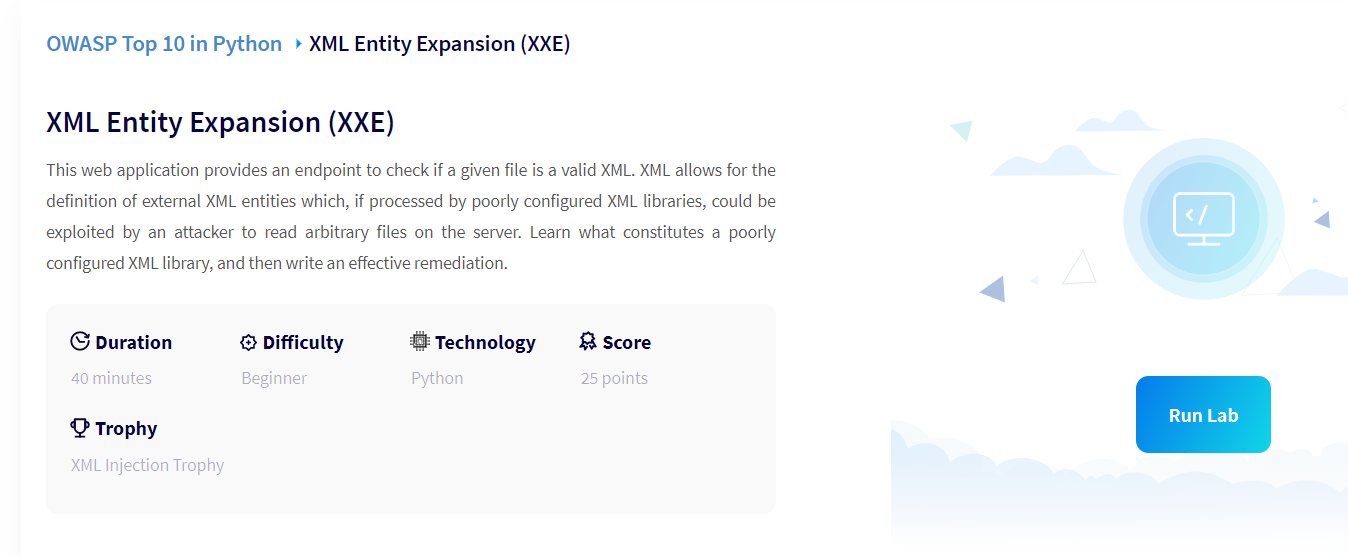 OWASP Top 10 in Python XML Entity Expansion (XXE)
XML Entity Expansion (XXE)
This web application provides an endpoint to check if a given file is a valid XML. XML allows for the
definition of external XML entities which, if processed by poorly configured XML libraries, could be
exploited by an attacker to read arbitrary files on the server. Learn what constitutes a poorly
configured XML library, and then write an effective remediation.
Duration Difficulty Technology Score
40 minutes Beginner Python 25 points
Trophy
XML Injection Trophy
Run Lab